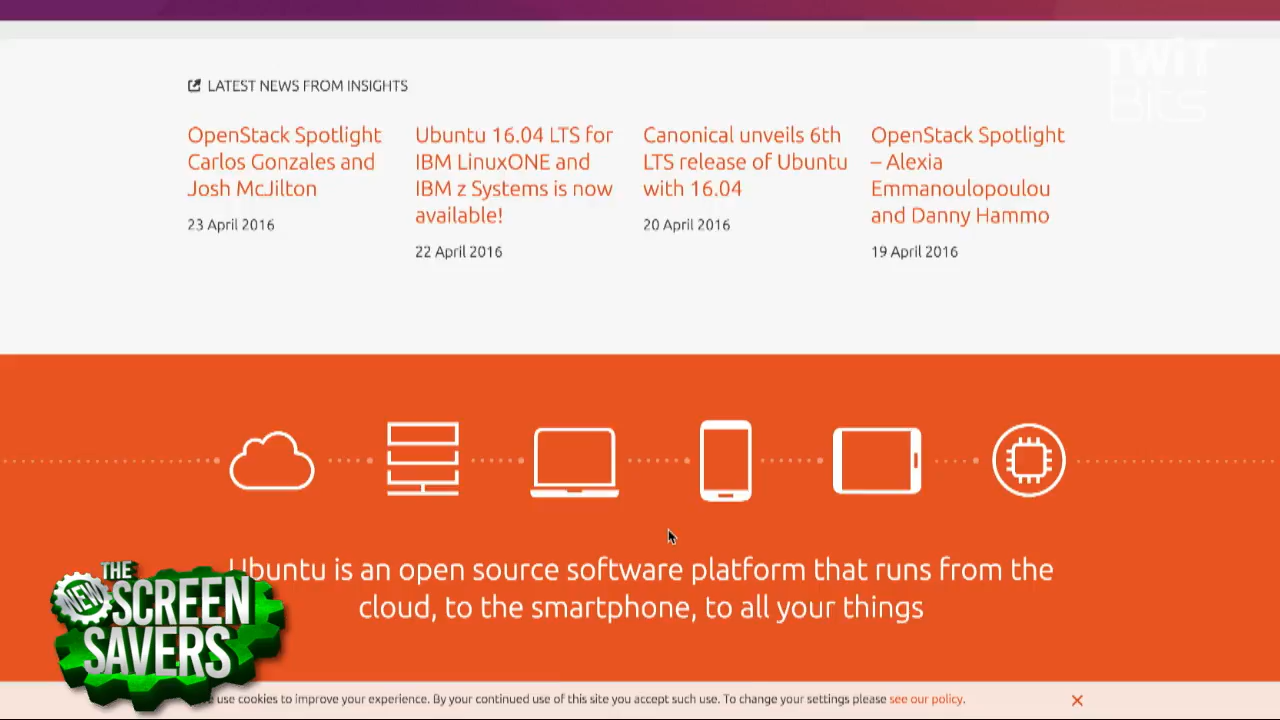 TWiT
Bits
LATEST NEWS FROM INSIGHTS
OpenStack Spotlight
Carlos Gonzales and
Josh McJilton
23 April 2016
Ubuntu 16.04 LTS for
IBM LinuxONE and
IBM z Systems is now
available!
22 April 2016
Canonical unveils 6th
LTS release of Ubuntu
with 16.04
20 April 2016
OpenStack Spotlight
– Alexia
Emmanoulopoulou
and Danny Hammo
19 April 2016
Ubuntu is an open source software platform that runs from the
cloud, to the smartphone, to all your things
THE
NEW SCREEN
SAVERS
use cookies to improve your experience. By your continued use of this site you accept such use. To change your settings please see our policy.